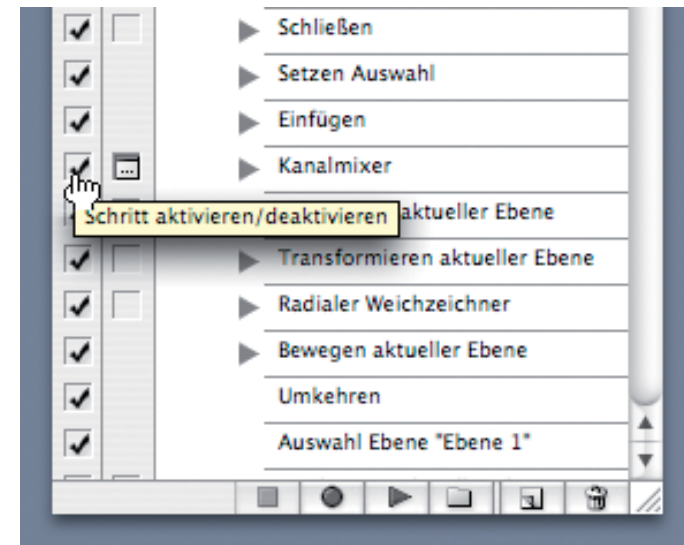 Schließen
Setzen Auswahl
Einfügen
Kanalmixer
Schritt aktivieren/deaktivieren
aktueller Ebene
Transformieren aktueller Ebene
Radialer Weichzeichner
Bewegen aktueller Ebene
Umkehren
Auswahl Ebene "Ebene 1"